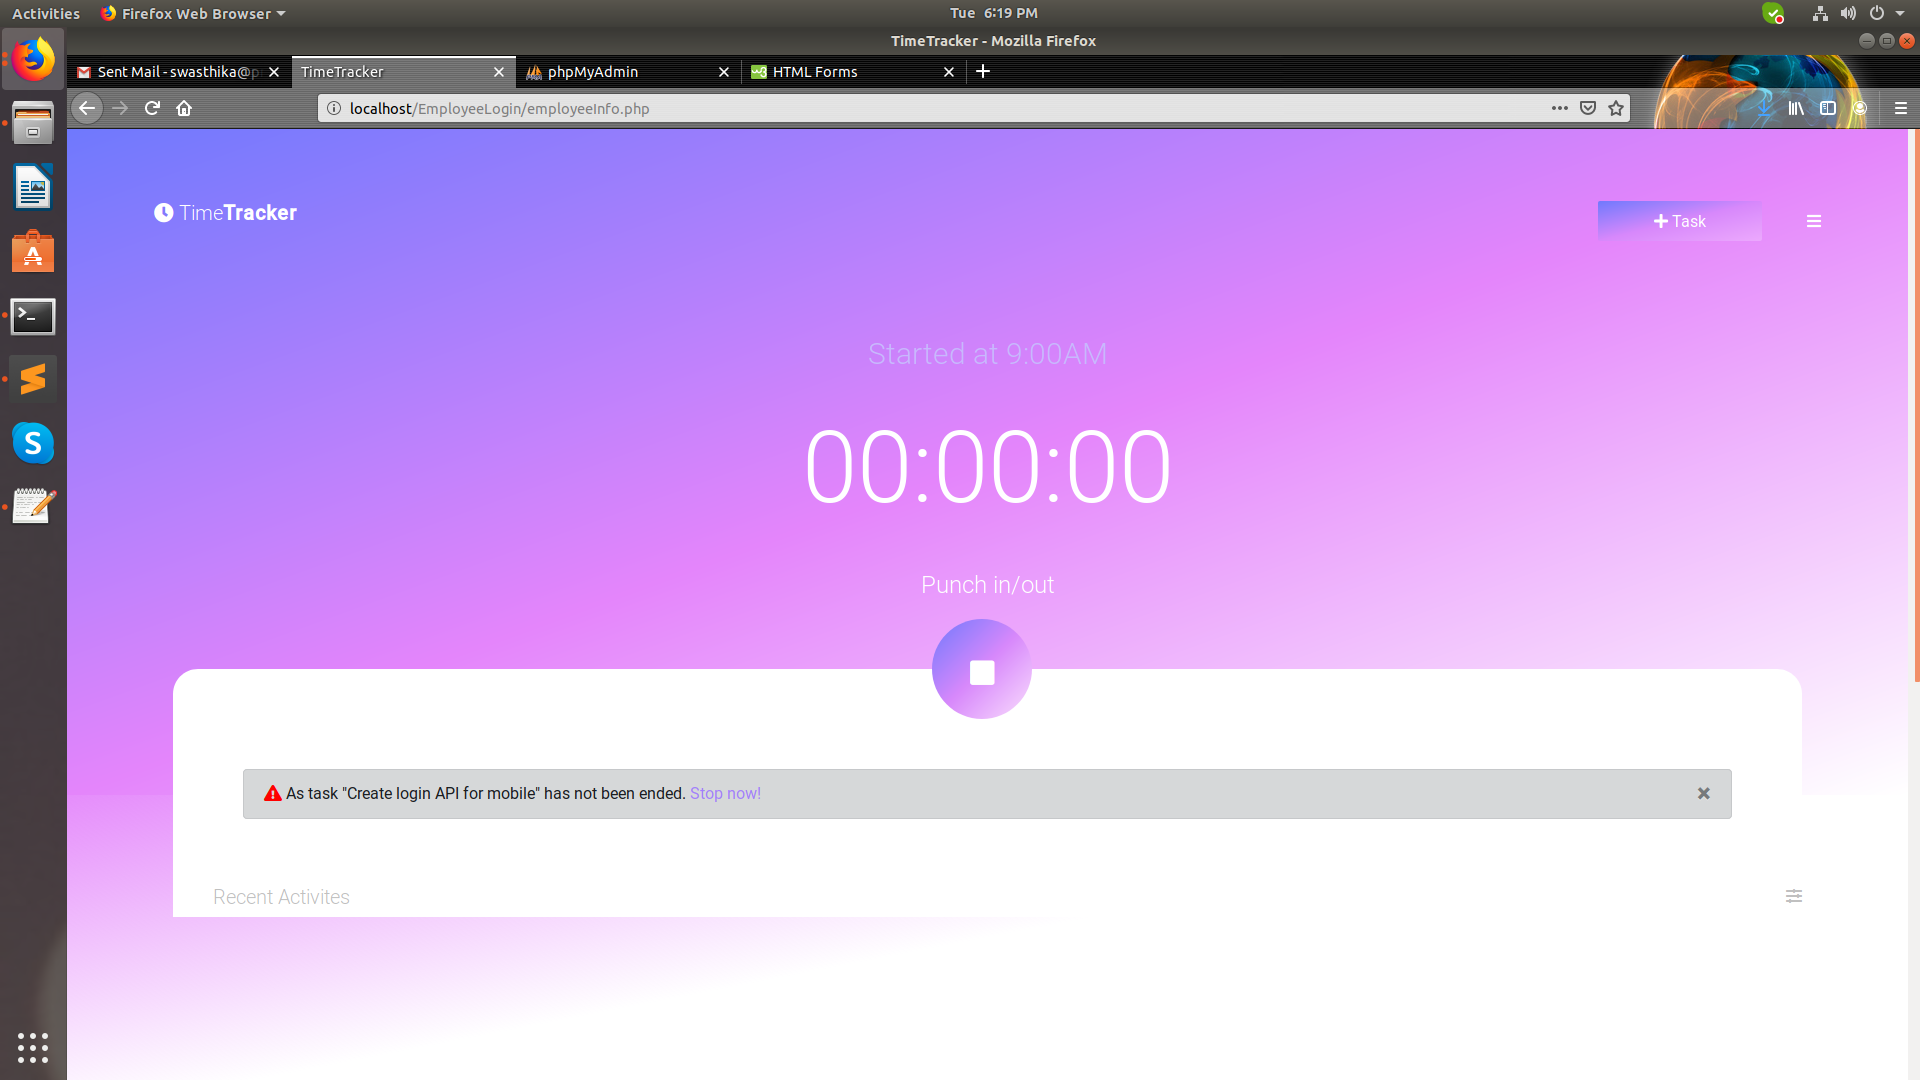 Activities Firefox Web Browser Tue 6:19 PM
TimeTracker - Mozilla Firefox
Sent Mail - swasthika@p TimeTracker phpMyAdmin HTML Forms
localhost/EmployeeLogin/employeeInfo.php
TimeTracker
Task
Started at 9:00AM
00:00:00
Punch in/out
As task "Create login API for mobile" has not been ended. Stop now!
Recent Activites